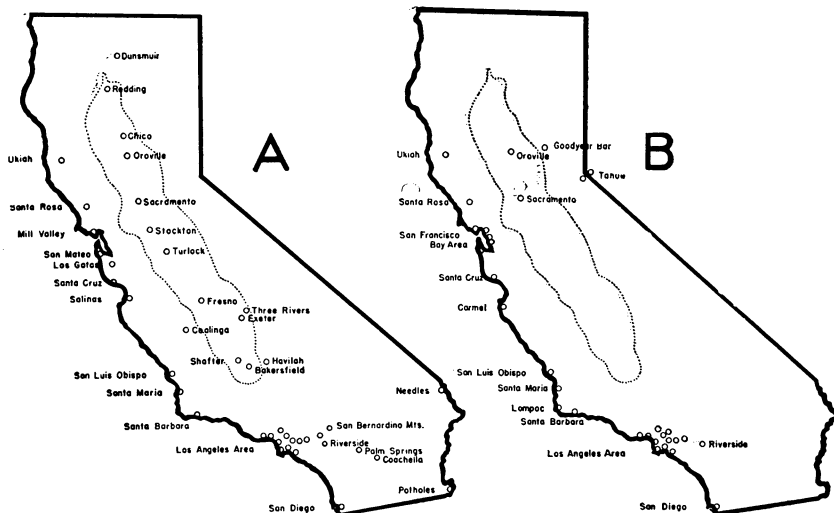 Dunsmuir
Redding
Chico
Oroville
Ukiah
A
Santa Rosa
Sacramento
Mill Valley
Stockton
San Mateo
Turlock
Los Gatos
Santa Cruz
Salinas
Fresno
Three Rivers
Exeter
Coalinga
Shafter
Havilah
Bakersfield
San Luis Obispo
Santa Maria
Needles
Santa Barbara
San Bernardino Mts.
Los Angeles Area
Riverside
Palm Springs
Coachella
Potholes
San Diego
Goodyear Bar
Ukiah
Oroville
B
Santa Rosa
Sacramento
San Francisco
Bay Area
Santa Cruz
Carmel
San Luis Obispo
Santa Maria
Lompoc
Santa Barbara
Los Angeles Area
Riverside
San Diego